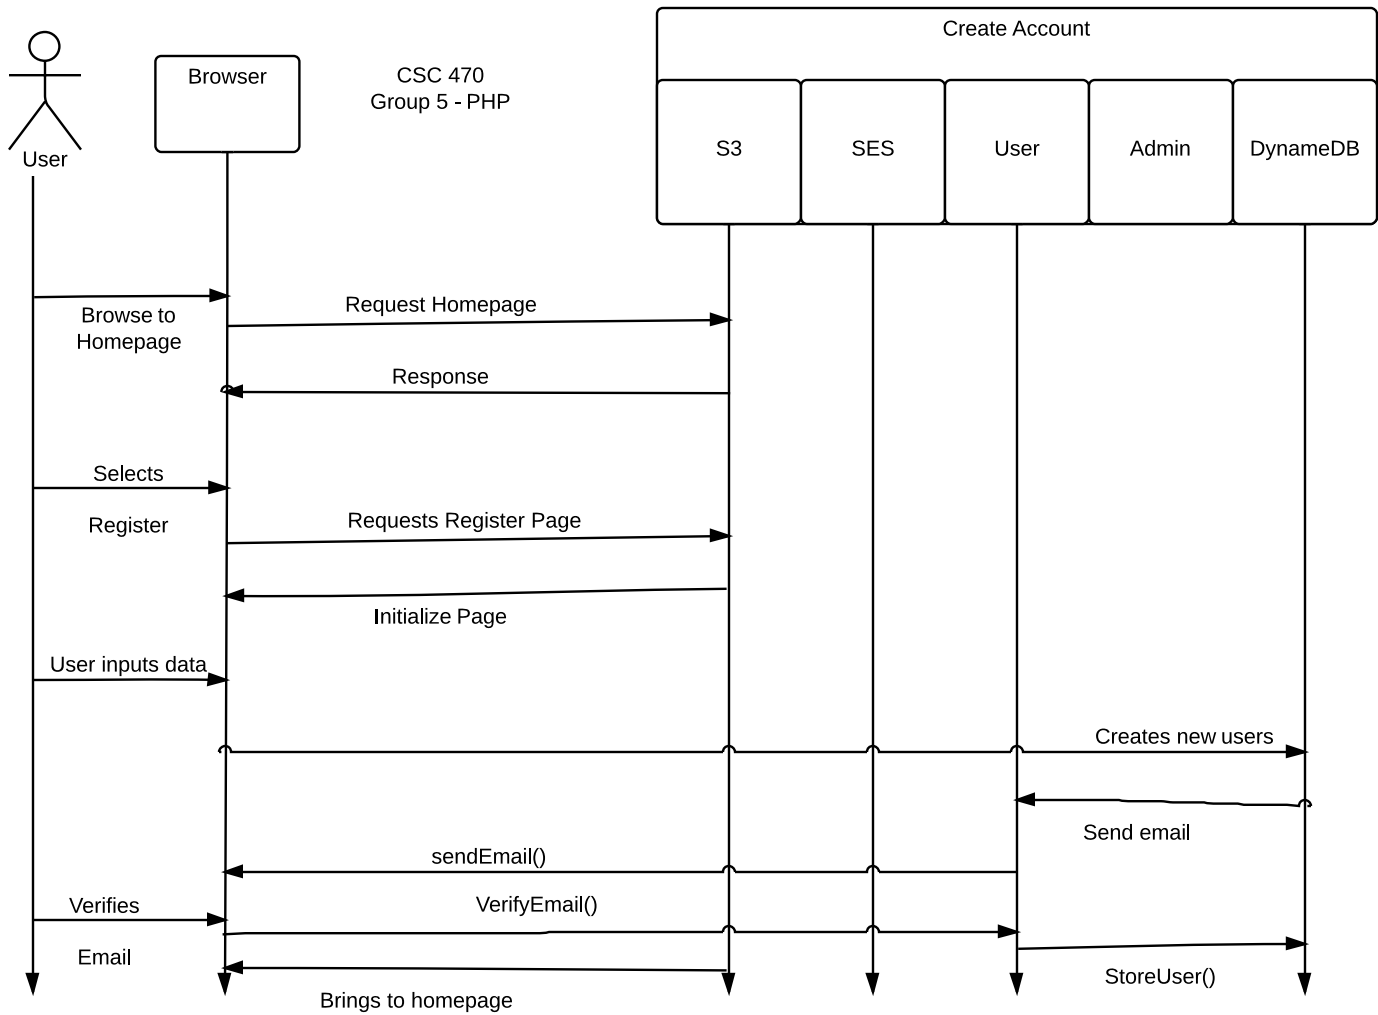 Create Account
Browser
CSC 470
Group 5 - PHP
S3
SES
User
Admin
DynameDB
User
Request Homepage
Browse to
Homepage
Response
Selects
Register
Requests Register Page
Initialize Page
User inputs data
Creates new users
Send email
sendEmail()
Verifies
VerifyEmail()
Email
StoreUser()
Brings to homepage